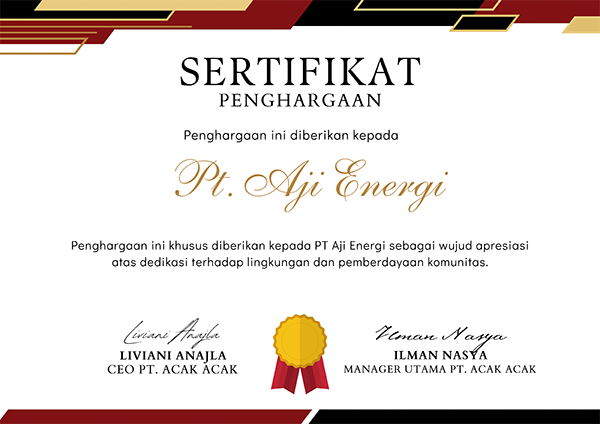 SERTIFIKAT
PENGHARGAAN
Penghargaan ini diberikan kepada
Pt. Aji Energi
Penghargaan ini khusus diberikan kepada PT Aji Energi sebagai wujud apresiasi
atas dedikasi terhadap lingkungan dan pemberdayaan komunitas.
Liviani Anajla
LIVIANI ANAJLA
CEO PT. ACAK ACAK
Ilman Nasya
ILMAN NASYA
MANAGER UTAMA PT. ACAK ACAK